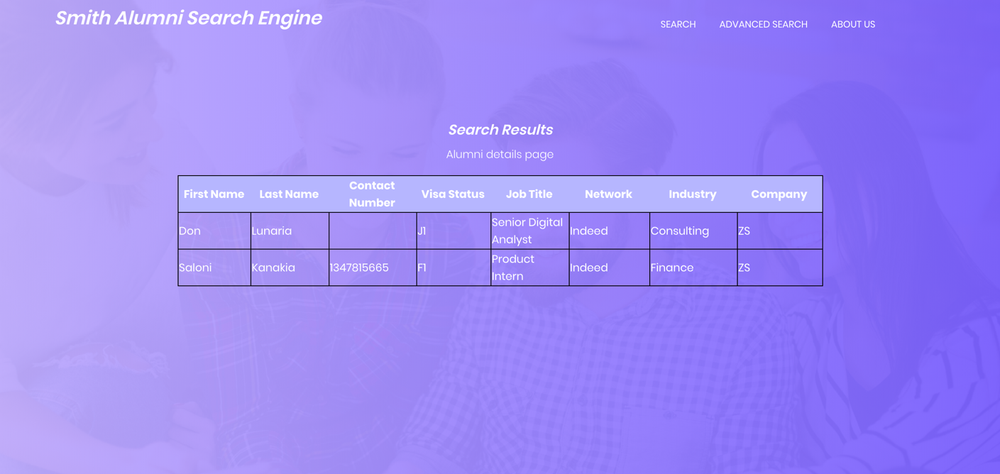 Smith Alumni Search Engine
SEARCH ADVANCED SEARCH ABOUT US
Search Results
Alumni details page
First Name Last Name Contact Number Visa Status Job Title Network Industry Company
Don Lunaria J1 Senior Digital Analyst Indeed Consulting ZS
Saloni Kanakia 1347815665 F1 Product Intern Indeed Finance ZS